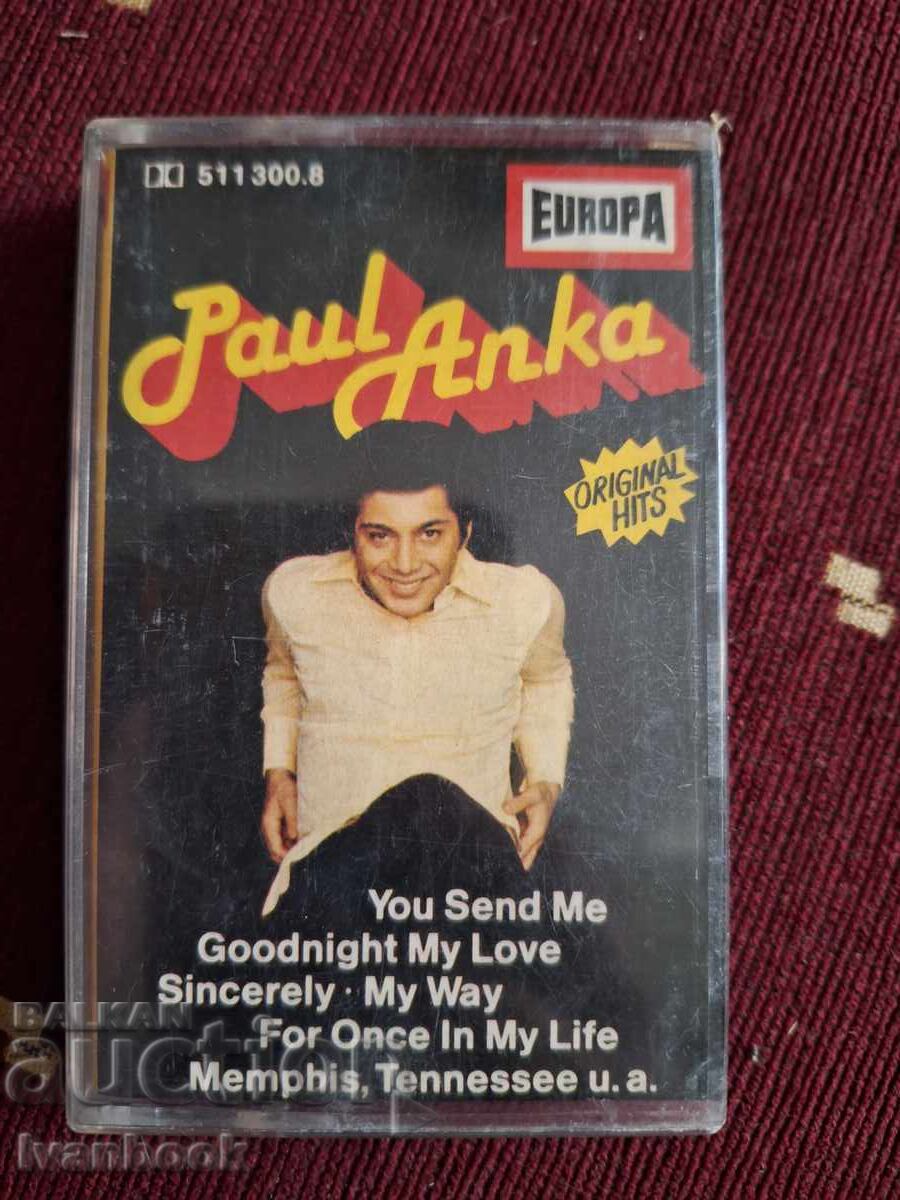 511 300.8
EUROPA
Paul Anka
ORIGINAL
HITS
You Send Me
Goodnight My Love
Sincerely · My Way
For Once In My Life
Memphis, Tennessee u. a.
BALKAN
auction
Ivanbook